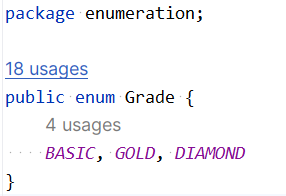 package enumeration;
18 usages
public enum Grade {
4 usages
BASIC, GOLD, DIAMOND
}